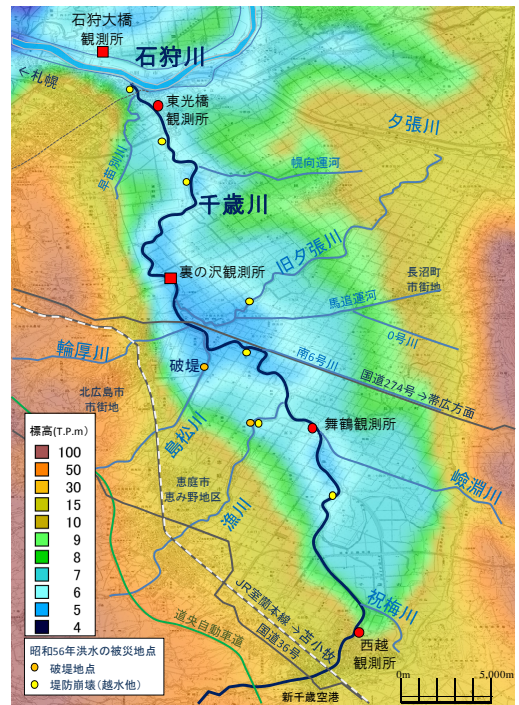 石狩大橋
観測所
石狩川
←札幌
東光橋
観測所
夕張川
早苗別川
幌向運河
千歳川
旧夕張川
裏の沢観測所
長沼町
市街地
馬追運河
0号川
輪厚川
南6号川
破堤
国道274号→帯広方面
北広島市
市街地
島松川
舞鶴観測所
標高(T.P.m)
100
50
30
15
10
9
8
7
6
5
4
恵庭市
恵み野地区
漁川
嶮淵川
JR室蘭本線→苫小牧
国道36号
祝梅川
道央自動車道
西越
観測所
昭和56年洪水の被災地点
破堤地点
堤防崩壊(越水他)
新千歳空港
0m
5,000m